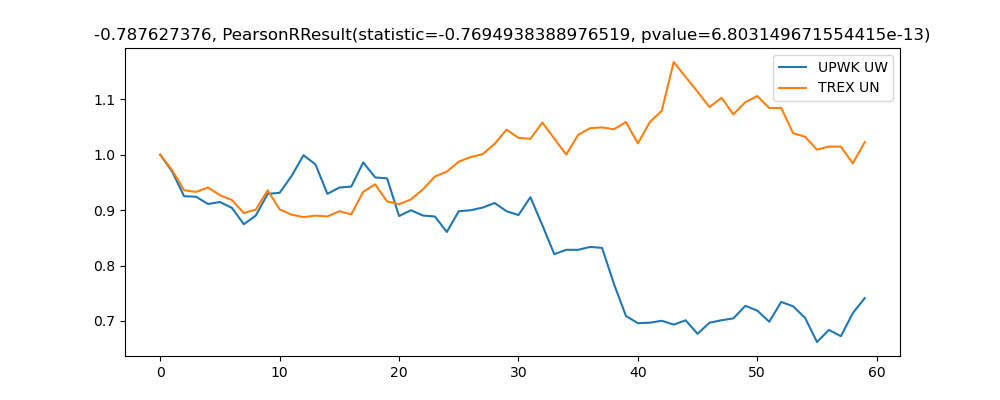 -0.787627376, PearsonRResult(statistic=-0.7694938388976519, pvalue=6.803149671554415e-13)
UPWK UW
TREX UN
1.1
1.0
0.9
0.8
0.7
0 10 20 30 40 50 60